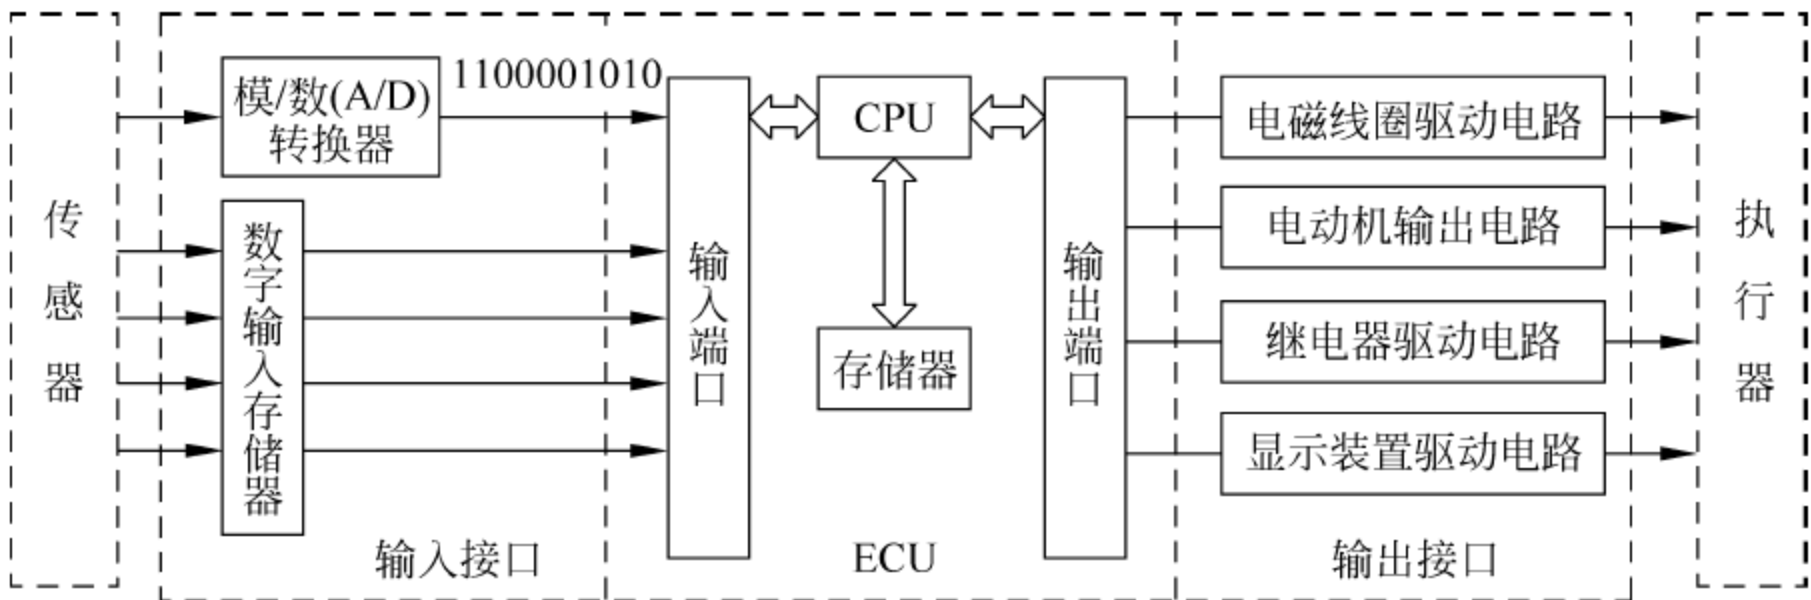 传感器
模/数(A/D)
转换器
1100001010
数字输入存储器
输入接口
输入端口
CPU
存储器
ECU
输出端口
电磁线圈驱动电路
电动机输出电路
继电器驱动电路
显示装置驱动电路
输出接口
执行器